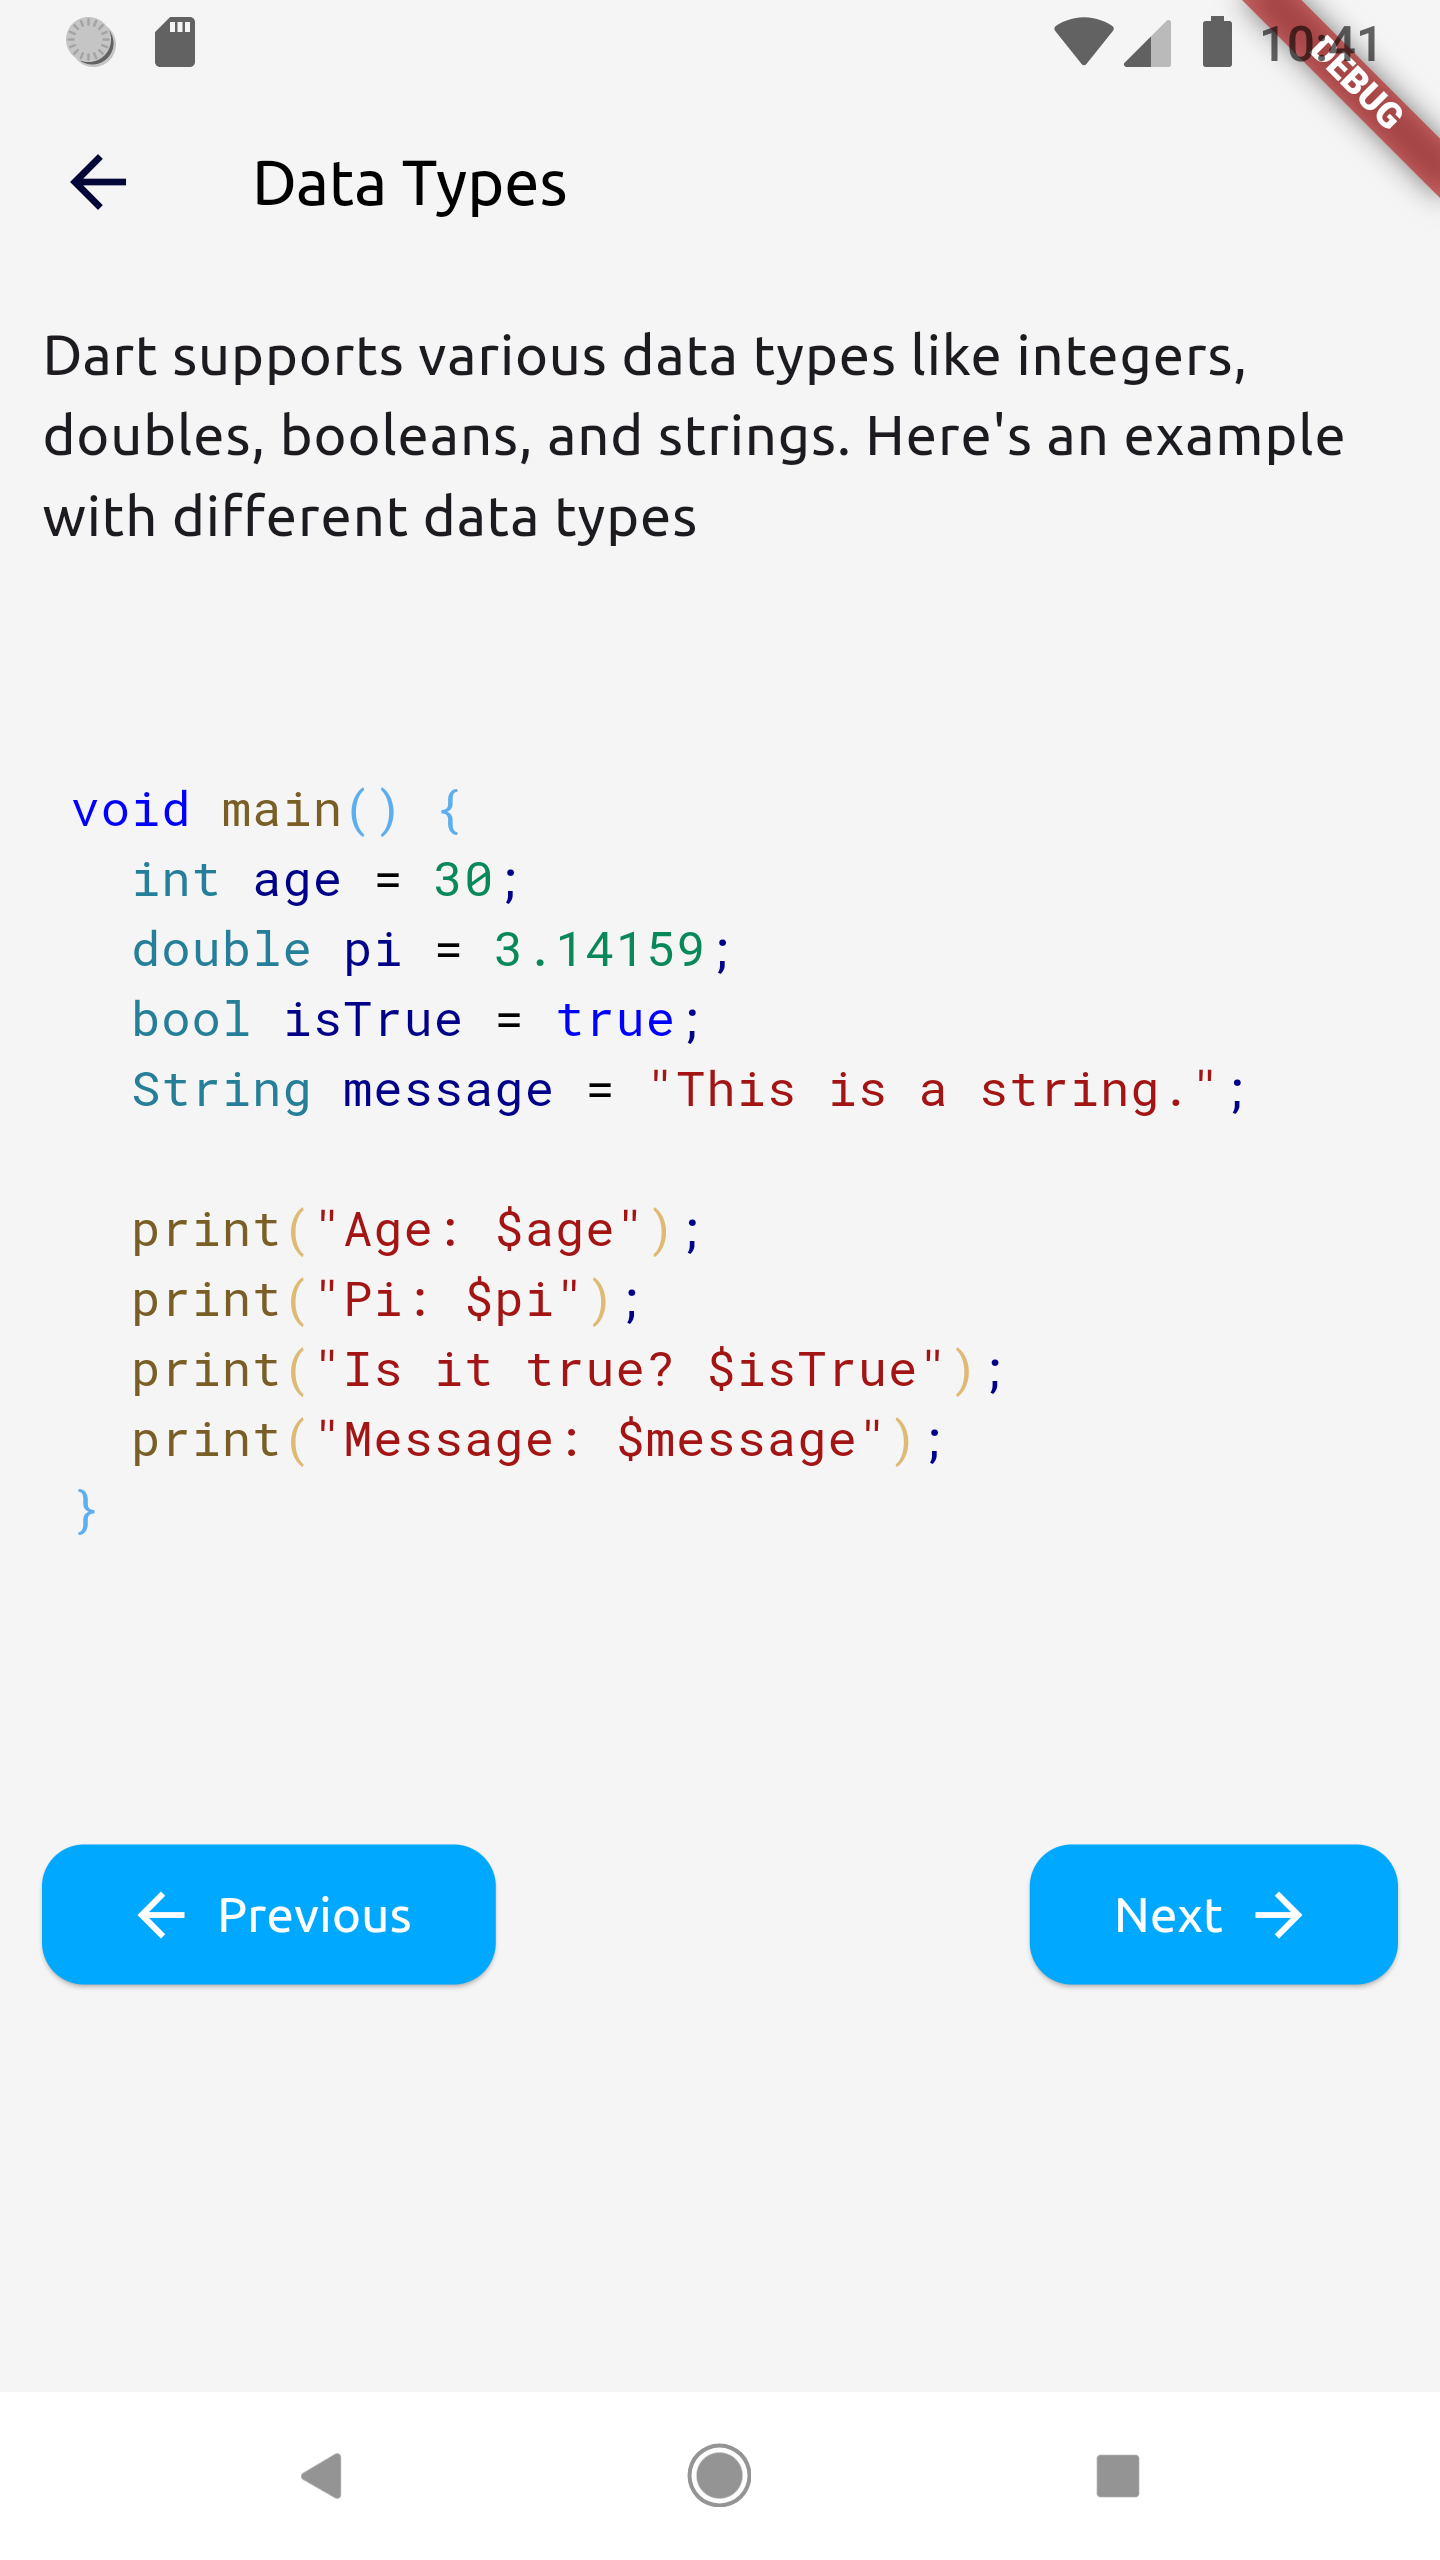 10:41
DEBUG
Data Types
Dart supports various data types like integers,
doubles, booleans, and strings. Here's an example
with different data types
void main() {
  int age = 30;
  double pi = 3.14159;
  bool isTrue = true;
  String message = "This is a string.";
  print("Age: $age");
  print("Pi: $pi");
  print("Is it true? $isTrue");
  print("Message: $message");
}
Previous
Next